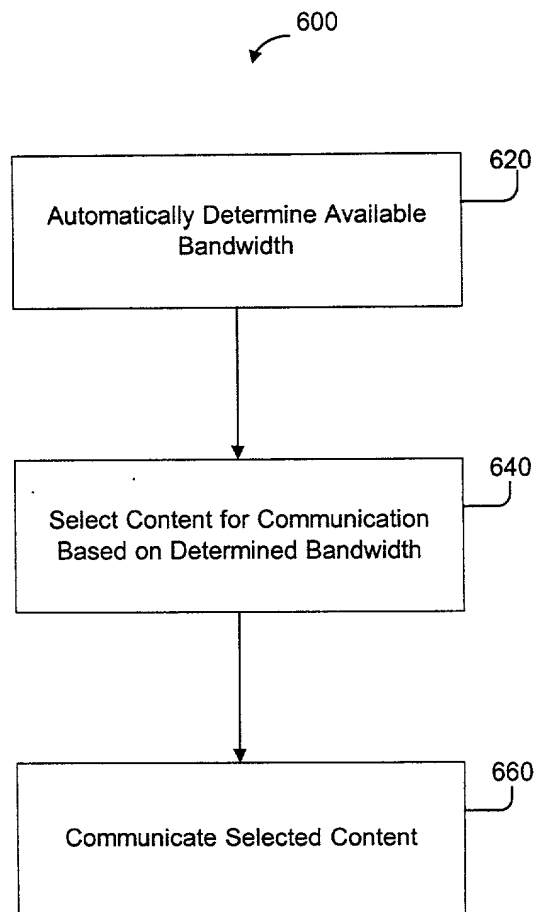 600
620
Automatically Determine Available
Bandwidth
640
Select Content for Communication
Based on Determined Bandwidth
660
Communicate Selected Content